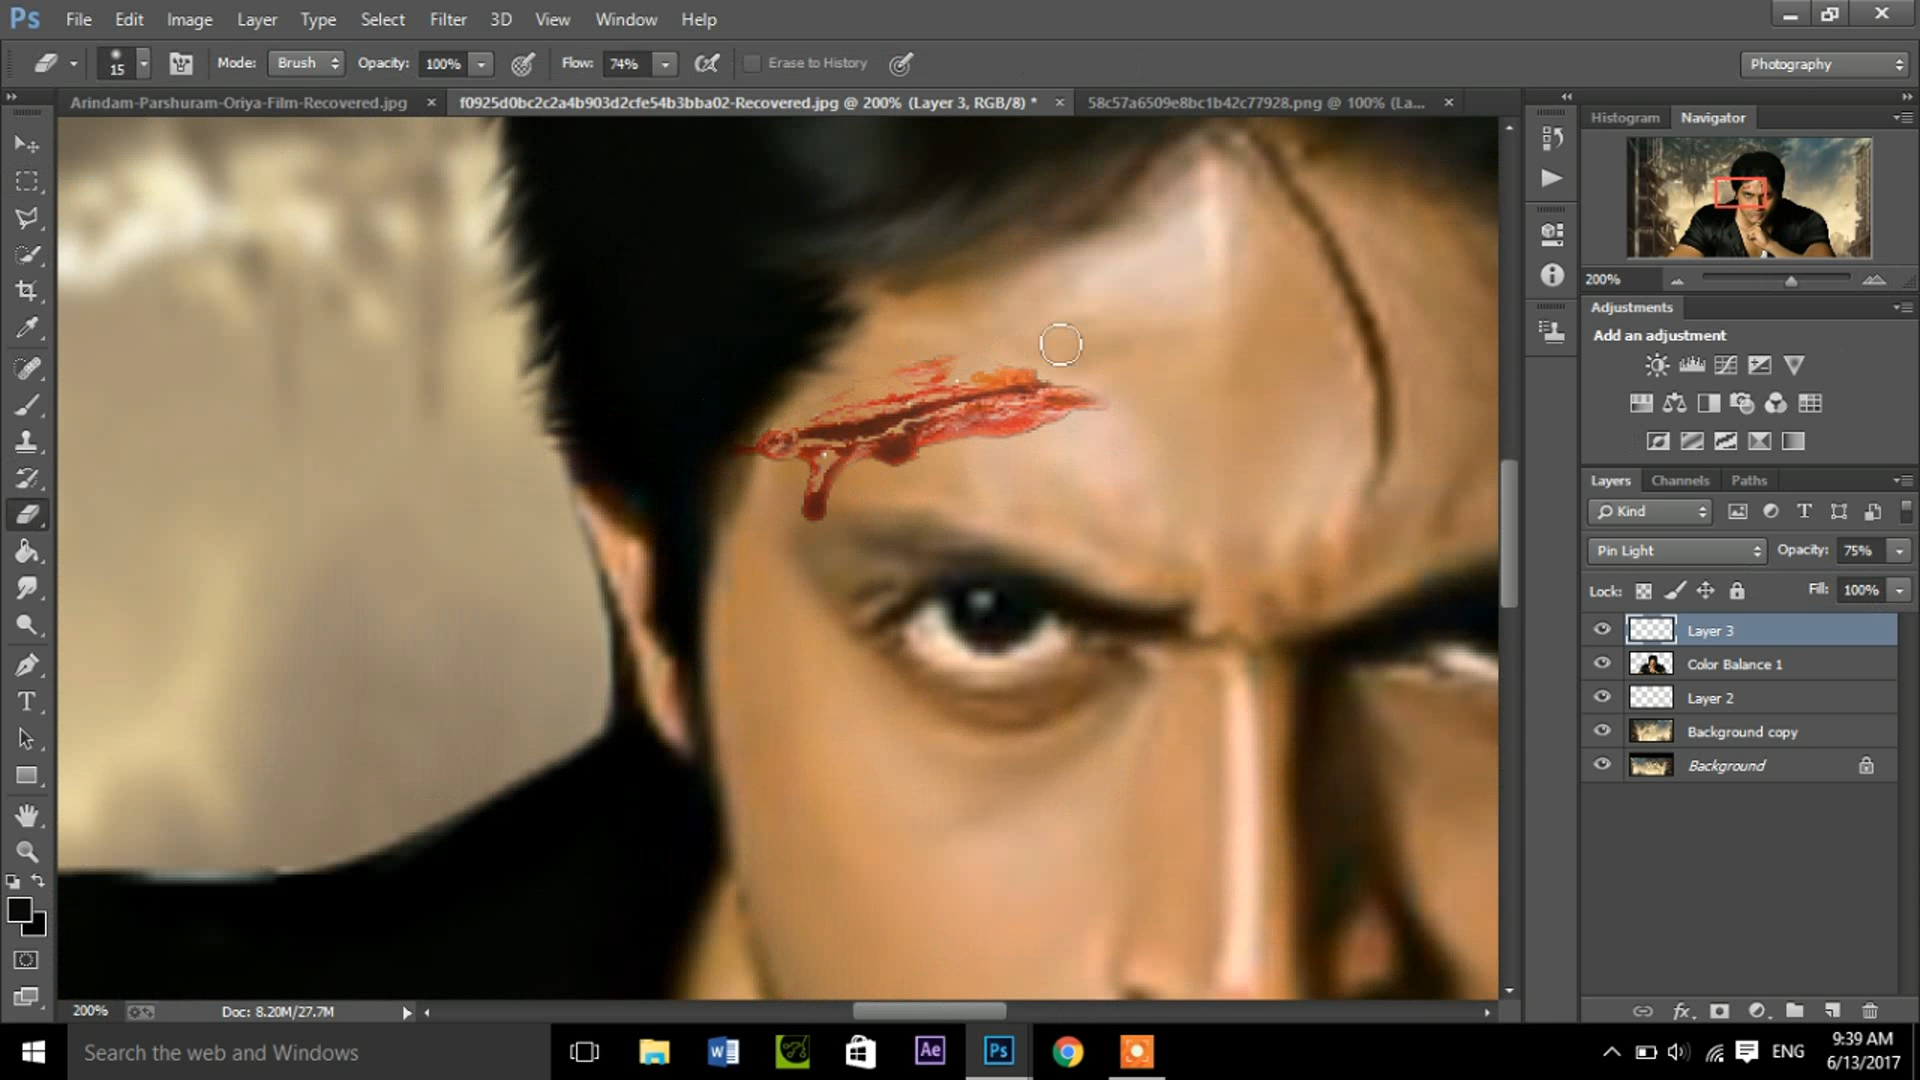 Ps File Edit Image Layer Type Select Filter 3D View Window Help
15 Mode: Brush Opacity: 100% Flow: 74% Erase to History Photography
Arindam-Parshuram-Oriya-Film-Recovered.jpg × f0925d0bc2c2a4b903d2cfe54b3bba02-Recovered.jpg @ 200% (Layer 3, RGB/8) * × 58c57a6509e8bc1b42c77928.png @ 100% (La... ×
Histogram Navigator
200%
Adjustments
Add an adjustment
Layers Channels Paths
Kind
Pin Light Opacity: 75%
Lock: Fill: 100%
Layer 3
Color Balance 1
Layer 2
Background copy
Background
200% Doc: 8.20M/27.7M
Search the web and Windows
Ae Ps
ENG
9:39 AM
6/13/2017